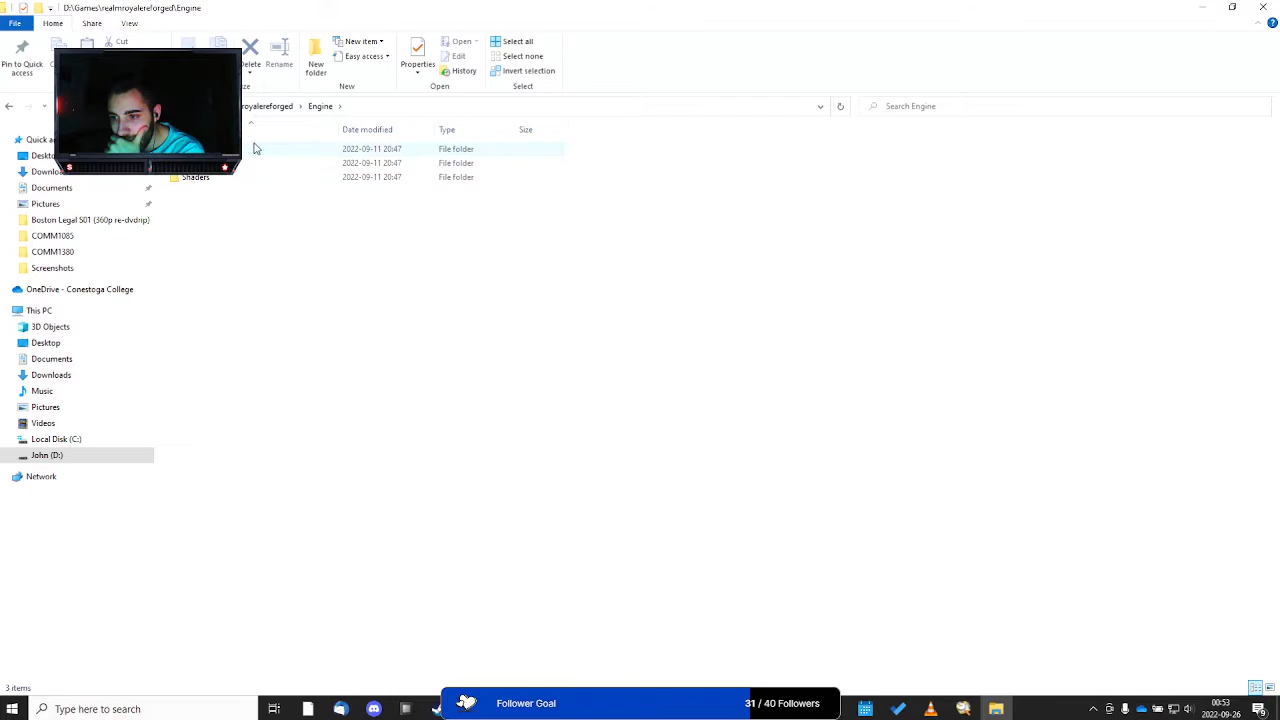 D:\Games\realmroyalereforged\Engine
File Home Share View
Pin to Quick access
Cut
Delete
Rename
New folder
New item
Easy access
New
Properties
Open
Edit
History
Open
Select all
Select none
Invert selection
Select
royalereforged > Engine >
Search Engine
Date modified Type Size
2022-09-11 20:47 File folder
2022-09-11 20:47 File folder
Shaders 2022-09-11 20:47 File folder
Quick a
Deskto
Downlo
Documents
Pictures
Boston Legal S01 (360p re-dvdrip)
COMM1085
COMM1380
Screenshots
OneDrive - Conestoga College
This PC
3D Objects
Desktop
Documents
Downloads
Music
Pictures
Videos
Local Disk (C:)
John (D:)
Network
3 items
Type here to search
Follower Goal 31 / 40 Followers
00:53
2022-09-26